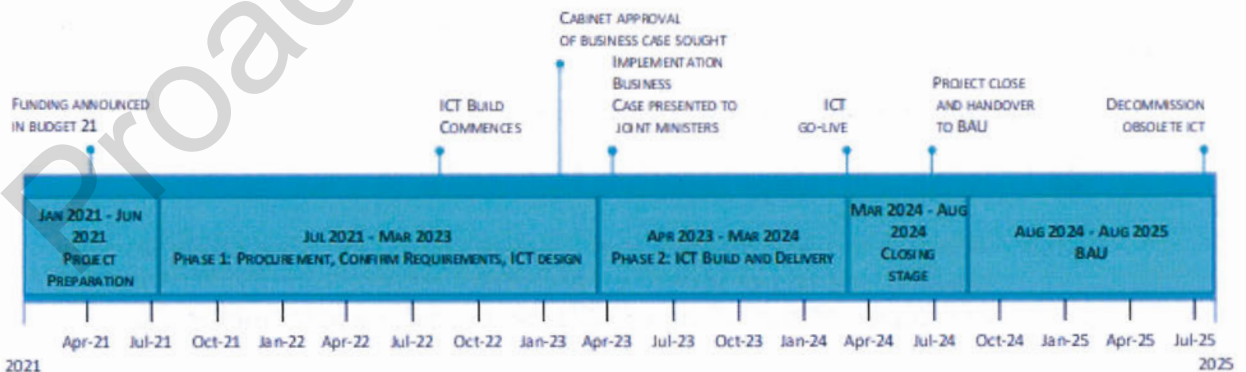 CABINET APPROVAL
OF BUSINESS CASE SOUGHT
IMPLEMENTATION
BUSINESS
CASE PRESENTED TO
JOINT MINISTERS
FUNDING ANNOUNCED
IN BUDGET 21
ICT BUILD
COMMENCES
ICT
GO-LIVE
PROJECT CLOSE
AND HANDOVER
TO BAU
DECOMMISSION
OBSOLETE ICT
JAN 2021 - JUN
2021
PROJECT
PREPARATION
JUL 2021 - MAR 2023
PHASE 1: PROCUREMENT, CONFIRM REQUIREMENTS, ICT DESIGN
APR 2023 - MAR 2024
PHASE 2: ICT BUILD AND DELIVERY
MAR 2024 - AUG
2024
CLOSING
STAGE
AUG 2024 - AUG 2025
BAU
Apr-21 Jul-21 Oct-21 Jan-22 Apr-22 Jul-22 Oct-22 Jan-23 Apr-23 Jul-23 Oct-23 Jan-24 Apr-24 Jul-24 Oct-24 Jan-25 Apr-25 Jul-25
2021 2025
Proac